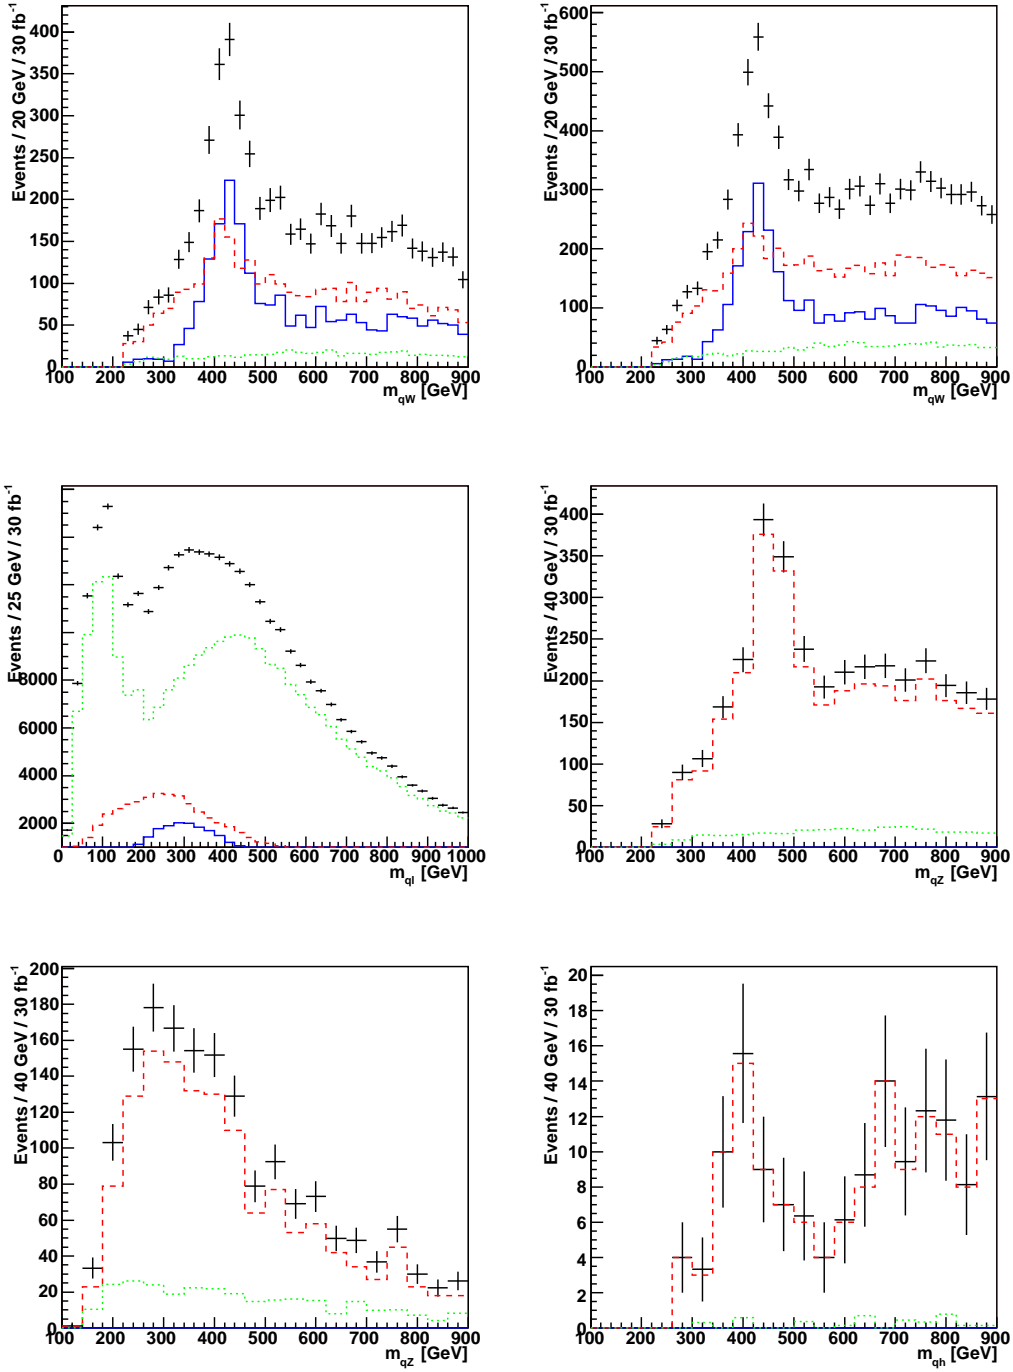 Events / 20 GeV / 30 fb⁻¹
400
350
300
250
200
150
100
50
0
100 200 300 400 500 600 700 800 900
m_qW [GeV]
Events / 20 GeV / 30 fb⁻¹
600
500
400
300
200
100
0
100 200 300 400 500 600 700 800 900
m_qW [GeV]
Events / 25 GeV / 30 fb⁻¹
8000
6000
4000
2000
0 100 200 300 400 500 600 700 800 900 1000
m_ql [GeV]
Events / 40 GeV / 30 fb⁻¹
400
350
300
250
200
150
100
50
0
100 200 300 400 500 600 700 800 900
m_qZ [GeV]
Events / 40 GeV / 30 fb⁻¹
200
180
160
140
120
100
80
60
40
20
0
100 200 300 400 500 600 700 800 900
m_qZ [GeV]
Events / 40 GeV / 30 fb⁻¹
20
18
16
14
12
10
8
6
4
2
0
100 200 300 400 500 600 700 800 900
m_qh [GeV]